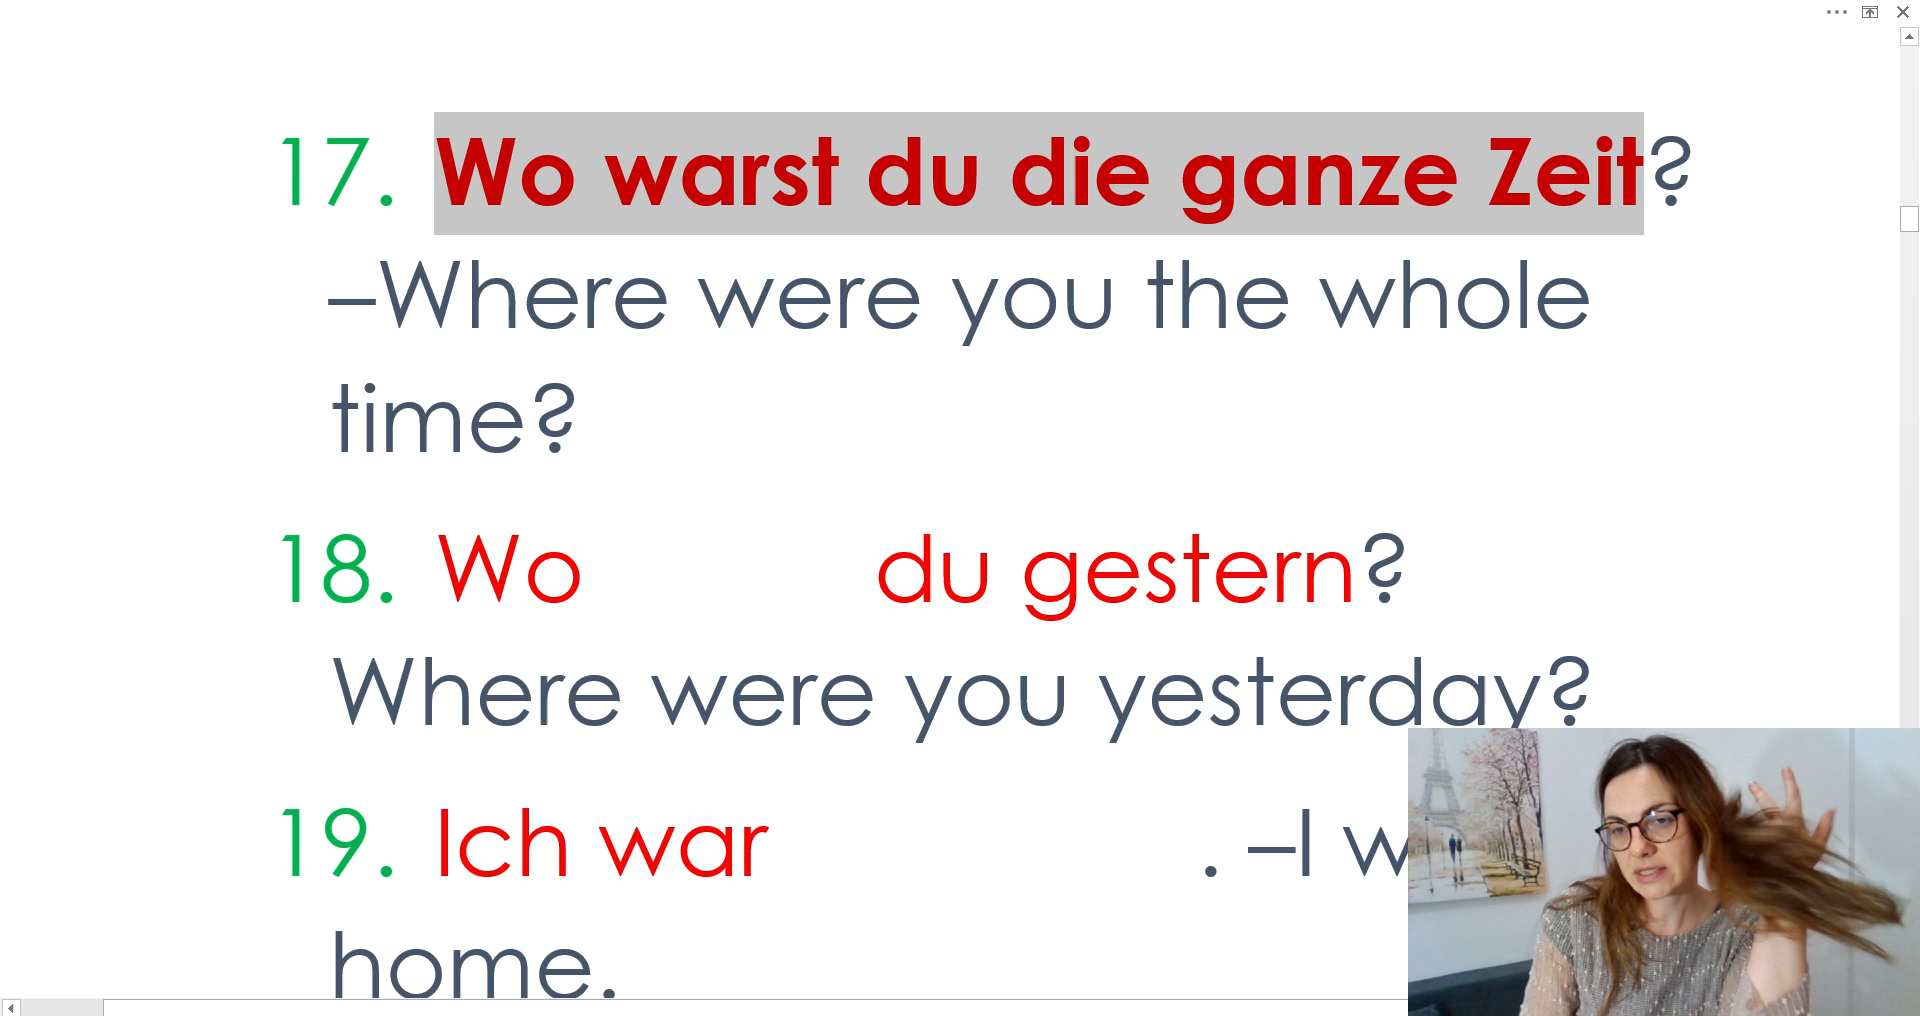 17. Wo warst du die ganze Zeit?
–Where were you the whole
time?
18. Wo du gestern?
Where were you yesterday?
19. Ich war . –I w
home.